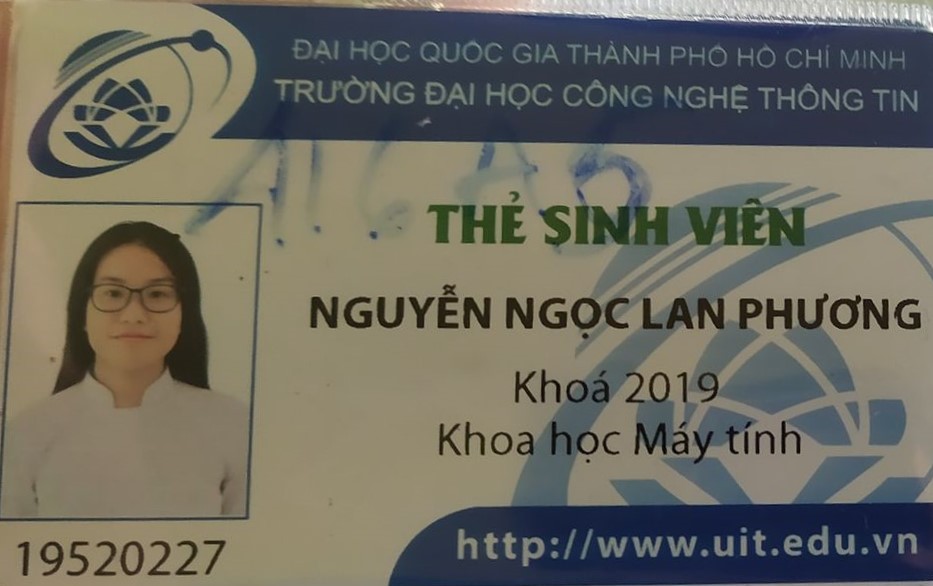 ĐẠI HỌC QUỐC GIA THÀNH PHỐ HỒ CHÍ MINH
TRƯỜNG ĐẠI HỌC CÔNG NGHỆ THÔNG TIN
THẺ SINH VIÊN
NGUYỄN NGỌC LAN PHƯƠNG
Khoá 2019
Khoa học Máy tính
19520227
http://www.uit.edu.vn